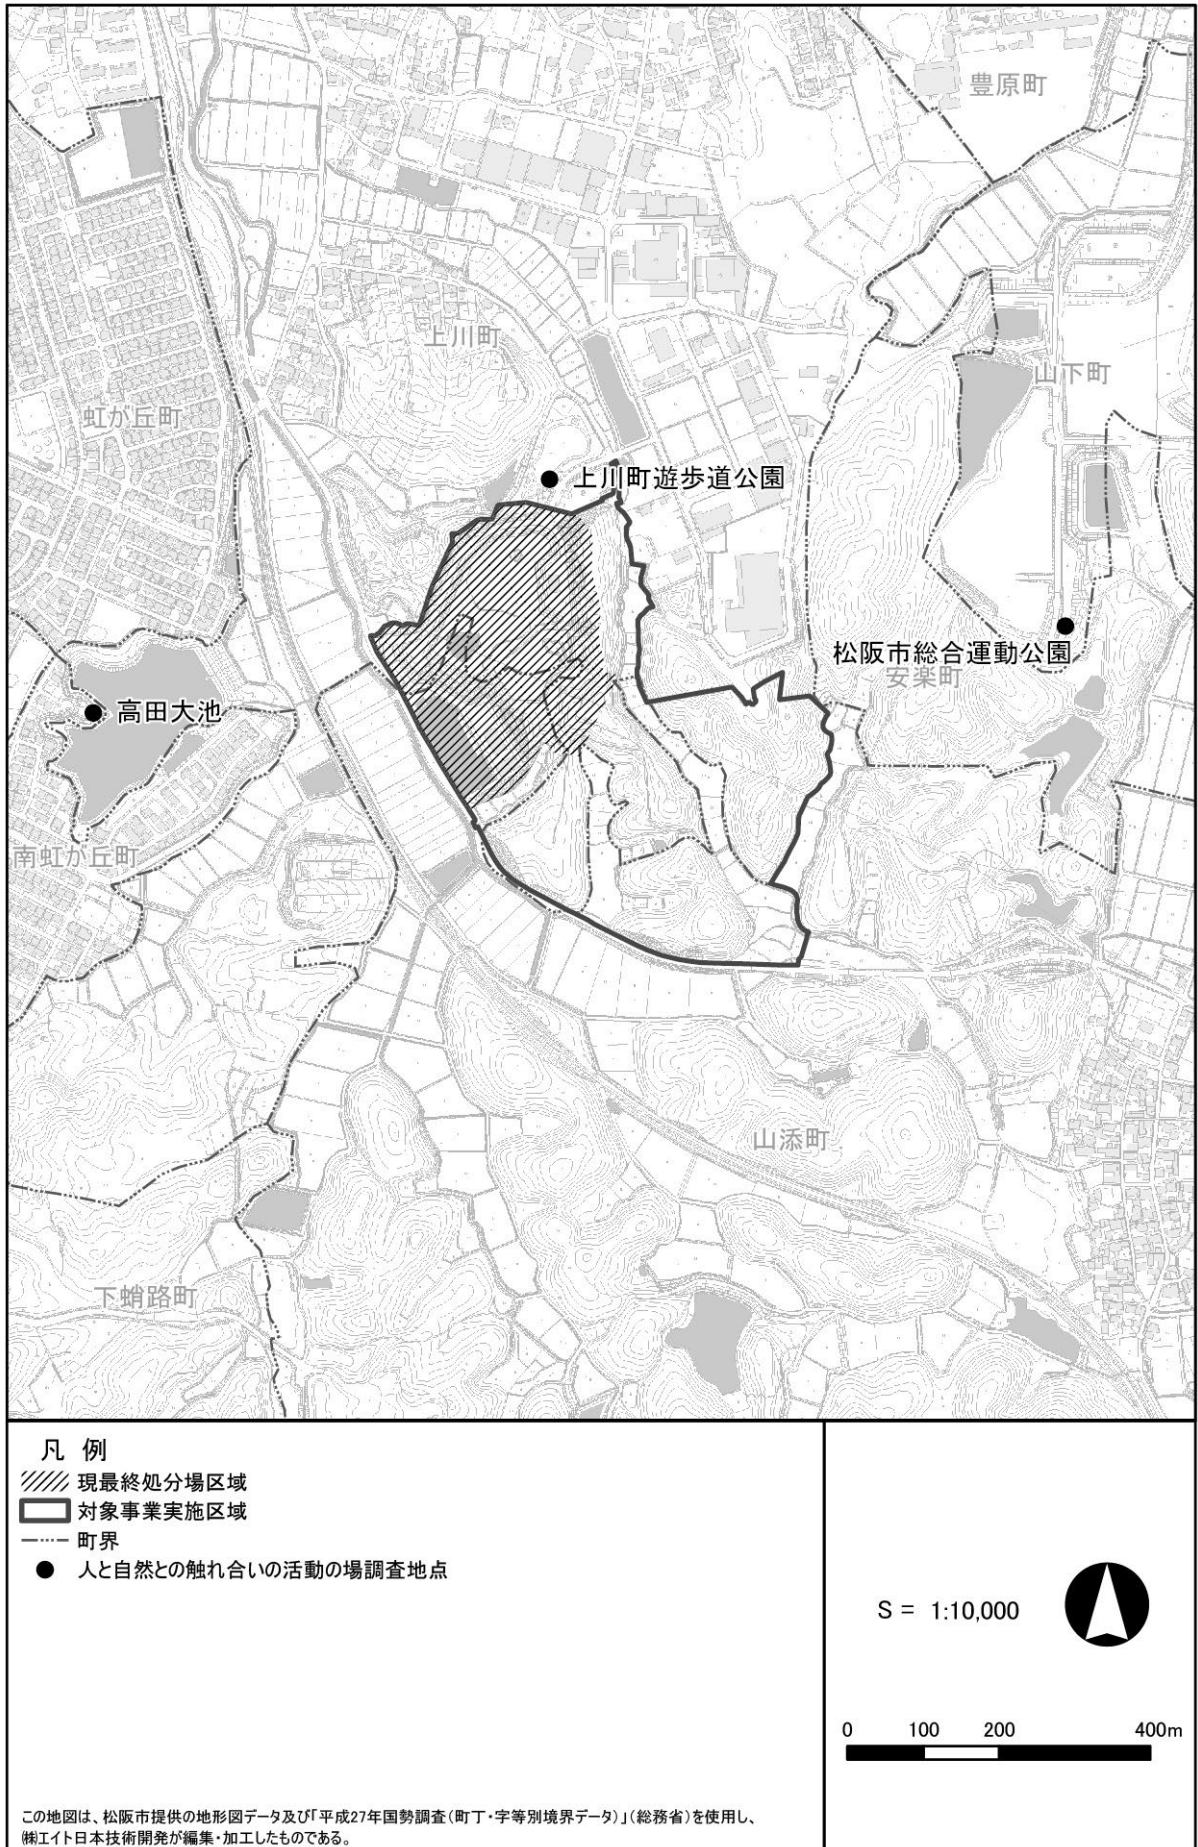 豊原町
上川町
山下町
虹が丘町
上川町遊歩道公園
松阪市総合運動公園
安楽町
高田大池
南虹が丘町
山添町
下蛸路町
凡 例
現最終処分場区域
対象事業実施区域
町界
人と自然との触れ合いの活動の場調査地点
S = 1:10,000
0 100 200 400m
この地図は、松阪市提供の地形図データ及び「平成27年国勢調査(町丁・字等別境界データ)」(総務省)を使用し、
㈱エイト日本技術開発が編集・加工したものである。